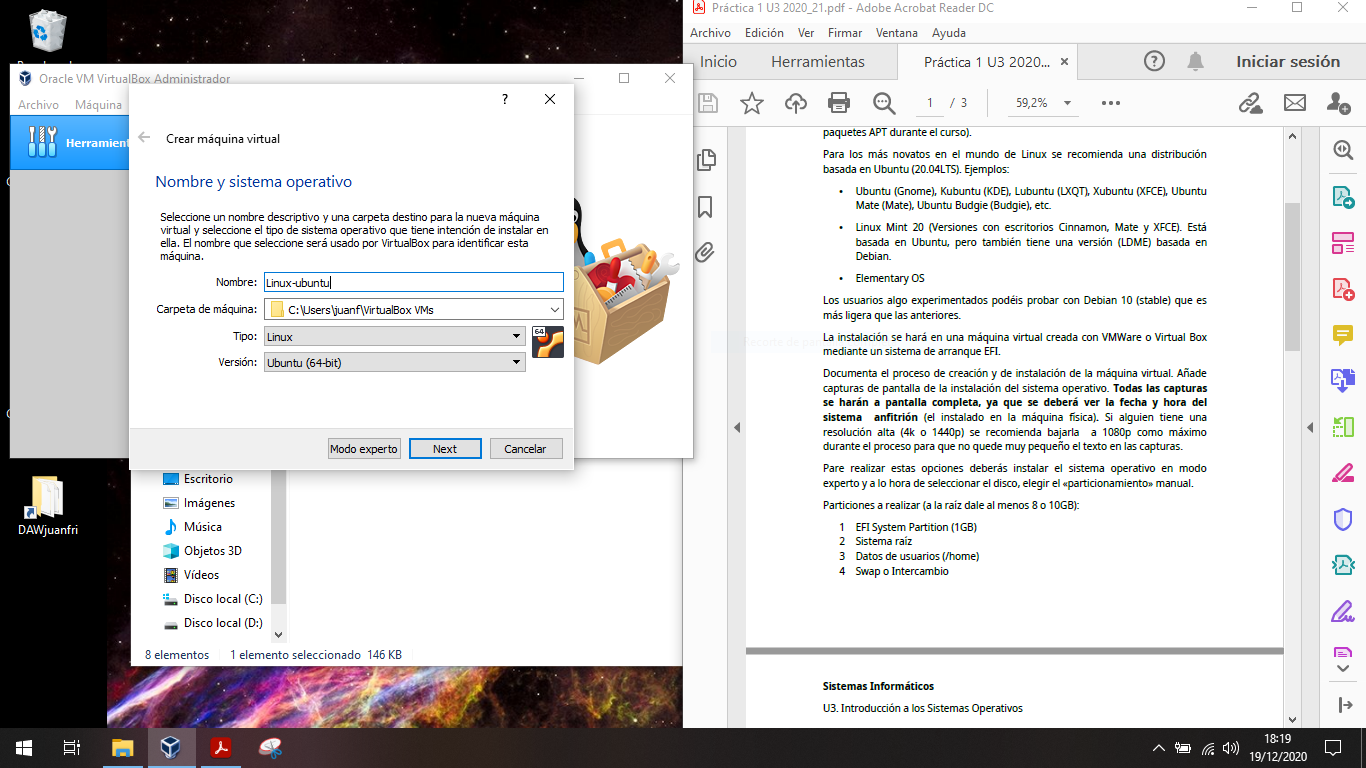 Práctica 1 U3 2020_21.pdf - Adobe Acrobat Reader DC
Archivo Edición Ver Firmar Ventana Ayuda
Inicio Herramientas Práctica 1 U3 2020... × Iniciar sesión
1 / 3 59,2%
Oracle VM VirtualBox Administrador
Archivo Máquina
Herramien
? ×
Crear máquina virtual
Nombre y sistema operativo
Seleccione un nombre descriptivo y una carpeta destino para la nueva máquina
virtual y seleccione el tipo de sistema operativo que tiene intención de instalar en
ella. El nombre que seleccione será usado por VirtualBox para identificar esta
máquina.
Nombre: Linux-ubuntu
Carpeta de máquina: C:\Users\juanf\VirtualBox VMs
Tipo: Linux
64
Versión: Ubuntu (64-bit)
Modo experto Next Cancelar
DAWjuanfri
Escritorio
Imágenes
Música
Objetos 3D
Vídeos
Disco local (C:)
Disco local (D:)
8 elementos 1 elemento seleccionado 146 KB
paquetes APT durante el curso).
Para los más novatos en el mundo de Linux se recomienda una distribución
basada en Ubuntu (20.04LTS). Ejemplos:
• Ubuntu (Gnome), Kubuntu (KDE), Lubuntu (LXQT), Xubuntu (XFCE), Ubuntu
Mate (Mate), Ubuntu Budgie (Budgie), etc.
• Linux Mint 20 (Versiones con escritorios Cinnamon, Mate y XFCE). Está
basada en Ubuntu, pero también tiene una versión (LDME) basada en
Debian.
• Elementary OS
Los usuarios algo experimentados podéis probar con Debian 10 (stable) que es
más ligera que las anteriores.
La instalación se hará en una máquina virtual creada con VMWare o Virtual Box
mediante un sistema de arranque EFI.
Documenta el proceso de creación y de instalación de la máquina virtual. Añade
capturas de pantalla de la instalación del sistema operativo. Todas las capturas
se harán a pantalla completa, ya que se deberá ver la fecha y hora del
sistema anfitrión (el instalado en la máquina física). Si alguien tiene una
resolución alta (4k o 1440p) se recomienda bajarla a 1080p como máximo
durante el proceso para que no quede muy pequeño el texto en las capturas.
Pare realizar estas opciones deberás instalar el sistema operativo en modo
experto y a lo hora de seleccionar el disco, elegir el «particionamiento» manual.
Particiones a realizar (a la raíz dale al menos 8 o 10GB):
1 EFI System Partition (1GB)
2 Sistema raíz
3 Datos de usuarios (/home)
4 Swap o Intercambio
Sistemas Informáticos
U3. Introducción a los Sistemas Operativos
18:19
19/12/2020